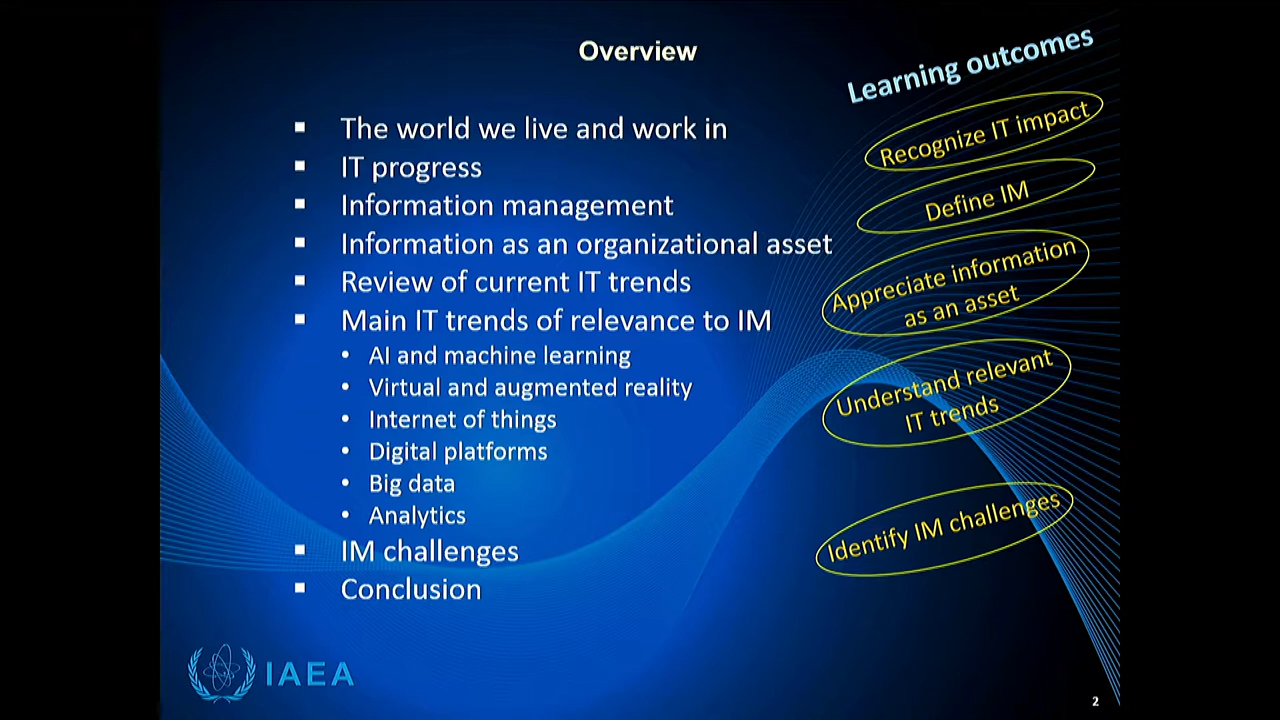 Overview
Learning outcomes
▪ The world we live and work in
▪ IT progress
▪ Information management
▪ Information as an organizational asset
▪ Review of current IT trends
▪ Main IT trends of relevance to IM
• AI and machine learning
• Virtual and augmented reality
• Internet of things
• Digital platforms
• Big data
• Analytics
▪ IM challenges
▪ Conclusion
Recognize IT impact
Define IM
Appreciate information
as an asset
Understand relevant
IT trends
Identify IM challenges
IAEA
2